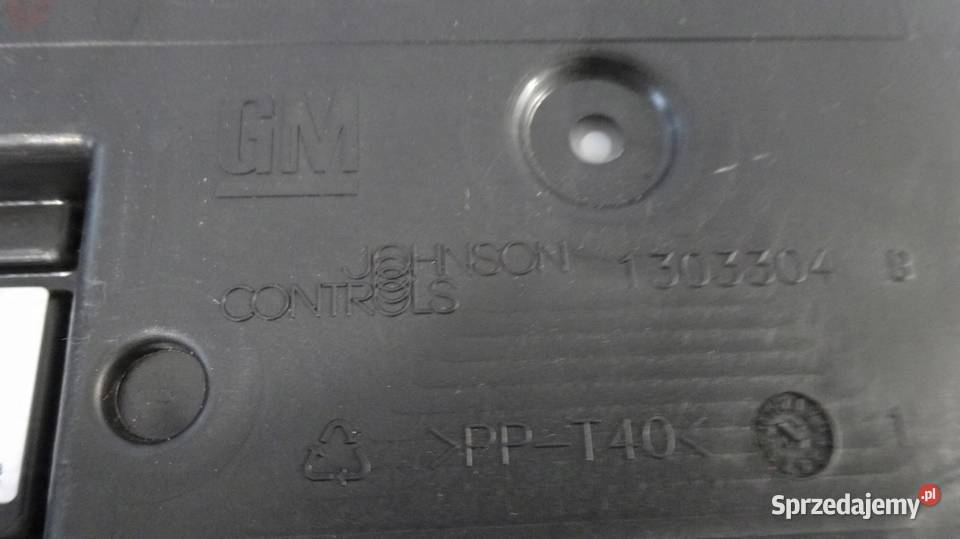 GM
JOHNSON CONTROLS
1303304 B
>PP-T40<
1
Sprzedajemy.pl